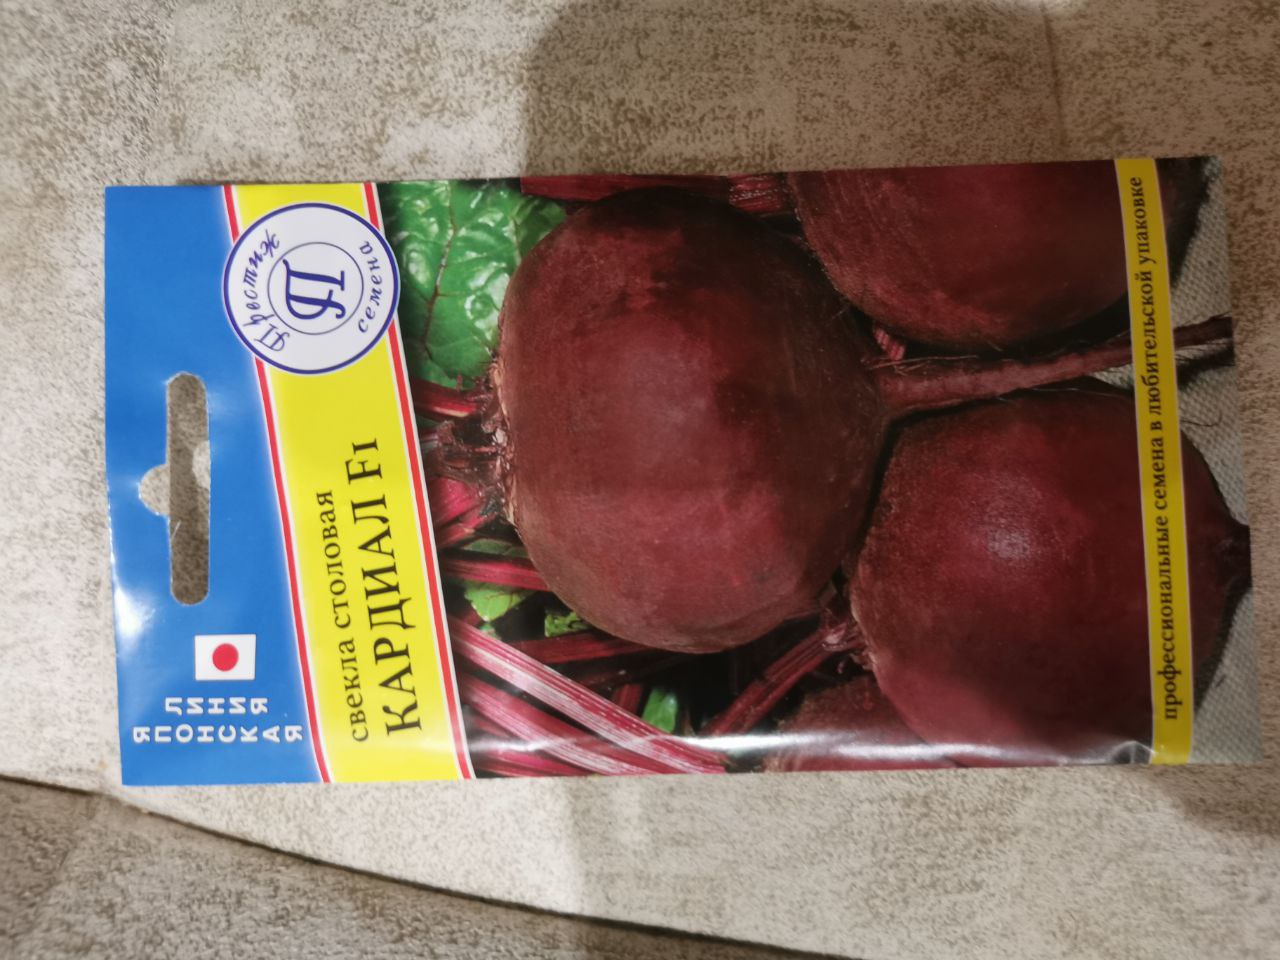 ЯПОНСКАЯ
ЛИНИЯ
Престиж
П
семена
свекла столовая
КАРДИАЛ F1
профессиональные семена в любительской упаковке